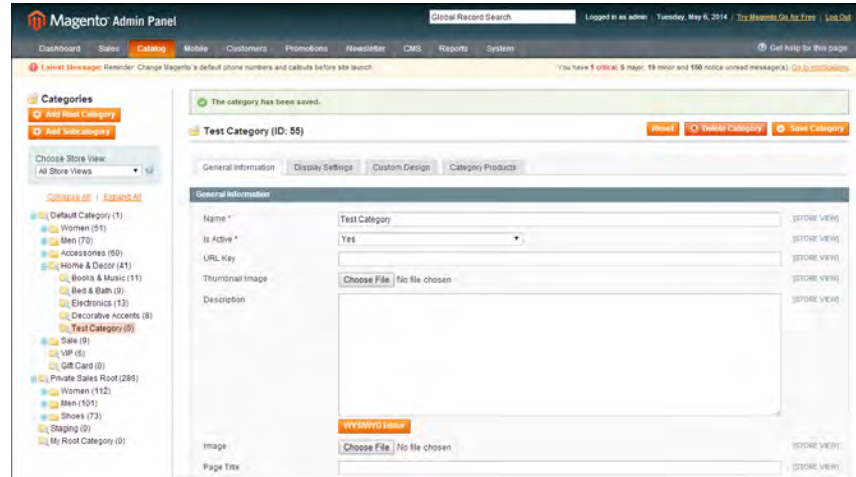 Magento Admin Panel
Global Record Search
Logged in as admin | Tuesday, May 6, 2014 | Try Magento Go for Free | Log Out
Dashboard Sales Catalog Mobile Customers Promotions Newsletter CMS Reports System
Get help for this page
Latest Message: Reminder: Change Magento's default phone numbers and callouts before site launch
You have 1 critical, 5 major, 19 minor and 150 notice unread message(s). Go to notifications
Categories
Add Root Category
Add Subcategory
Choose Store View:
All Store Views
Collapse All | Expand All
Default Category (1)
Women (51)
Men (70)
Accessories (60)
Home & Decor (41)
Books & Music (11)
Bed & Bath (9)
Electronics (13)
Decorative Accents (8)
Test Category (0)
Sale (9)
VIP (6)
Gift Card (0)
Private Sales Root (286)
Women (112)
Men (101)
Shoes (73)
Staging (0)
My Root Category (0)
The category has been saved.
Test Category (ID: 55)
Reset Delete Category Save Category
General Information Display Settings Custom Design Category Products
General Information
Name * Test Category [STORE VIEW]
Is Active * Yes [STORE VIEW]
URL Key [STORE VIEW]
Thumbnail Image Choose File No file chosen [STORE VIEW]
Description [STORE VIEW]
WYSIWYG Editor
Image Choose File No file chosen [STORE VIEW]
Page Title [STORE VIEW]